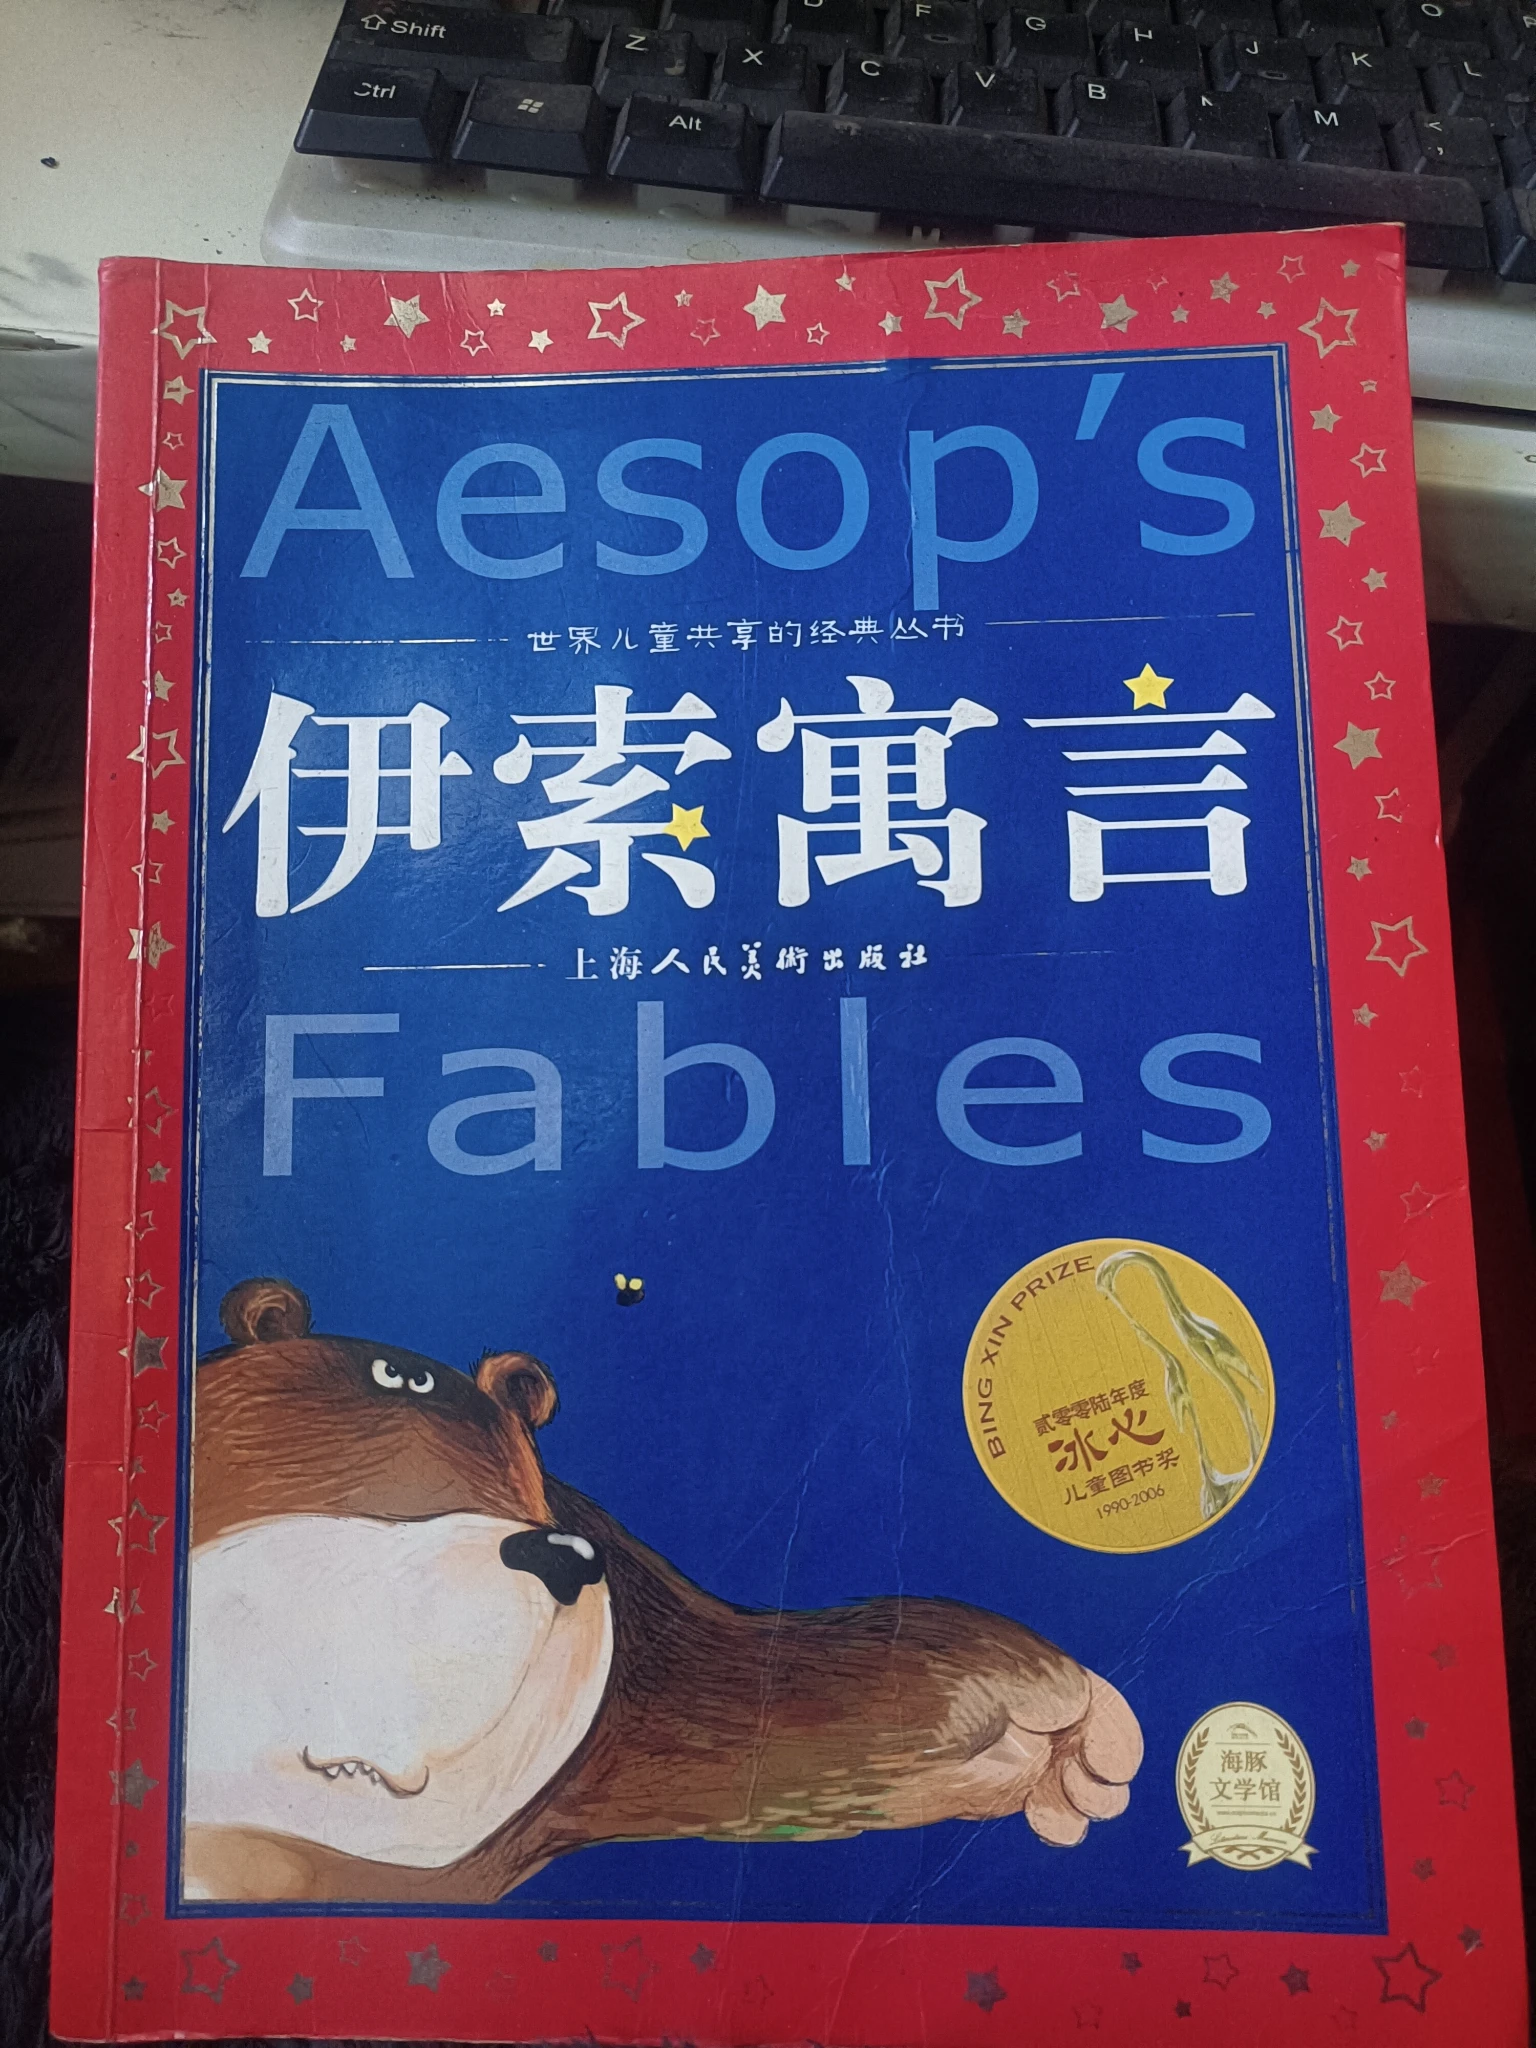 Shift Z X C V B N M
D F G H J K L O
Ctrl Alt
Aesop's
世界儿童共享的经典丛书
伊索寓言
上海人民美術出版社
Fables
BING XIN PRIZE
贰零零陆年度
冰心
儿童图书奖
1990-2006
海豚
文学馆